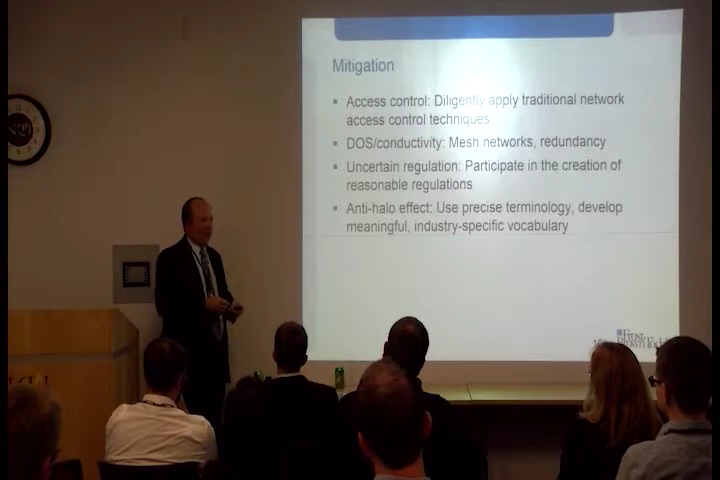 Mitigation
Access control: Diligently apply traditional network
access control techniques
DOS/conductivity: Mesh networks, redundancy
Uncertain regulation: Participate in the creation of
reasonable regulations
Anti-halo effect: Use precise terminology, develop
meaningful, industry-specific vocabulary